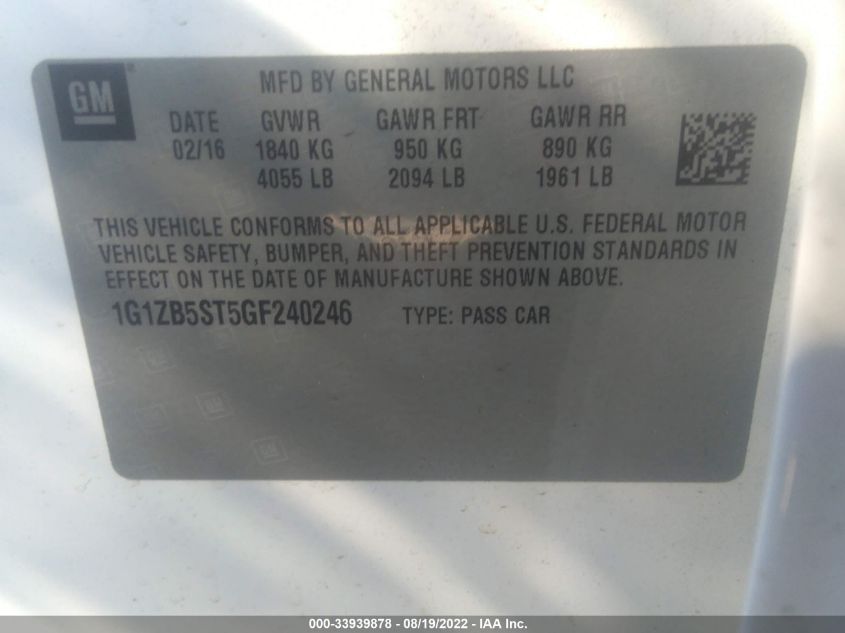 GM®
MFD BY GENERAL MOTORS LLC
DATE GVWR GAWR FRT GAWR RR
02/16 1840 KG 950 KG 890 KG
4055 LB 2094 LB 1961 LB
THIS VEHICLE CONFORMS TO ALL APPLICABLE U.S. FEDERAL MOTOR
VEHICLE SAFETY, BUMPER, AND THEFT PREVENTION STANDARDS IN
EFFECT ON THE DATE OF MANUFACTURE SHOWN ABOVE.
1G1ZB5ST5GF240246 TYPE: PASS CAR
000-33939878 - 08/19/2022 - IAA Inc.